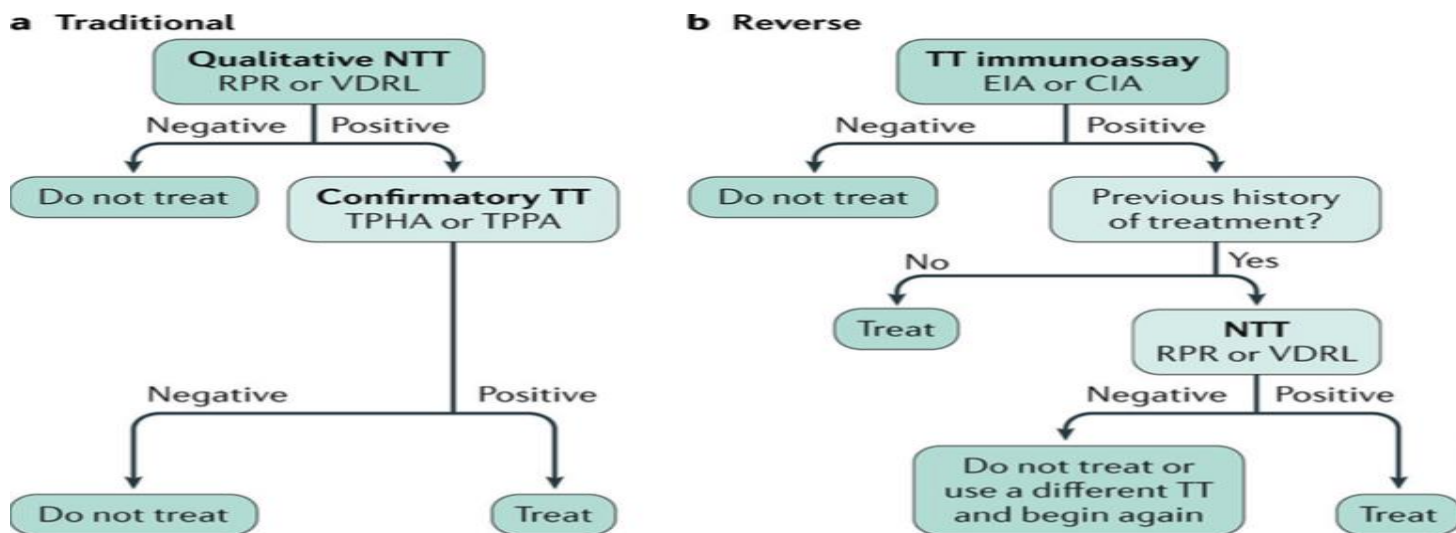 a Traditional
Qualitative NTT
RPR or VDRL
Negative Positive
Do not treat
Confirmatory TT
TPHA or TPPA
Negative Positive
Do not treat
Treat
b Reverse
TT immunoassay
EIA or CIA
Negative Positive
Do not treat
Previous history
of treatment?
No Yes
Treat
NTT
RPR or VDRL
Negative Positive
Do not treat or
use a different TT
and begin again
Treat